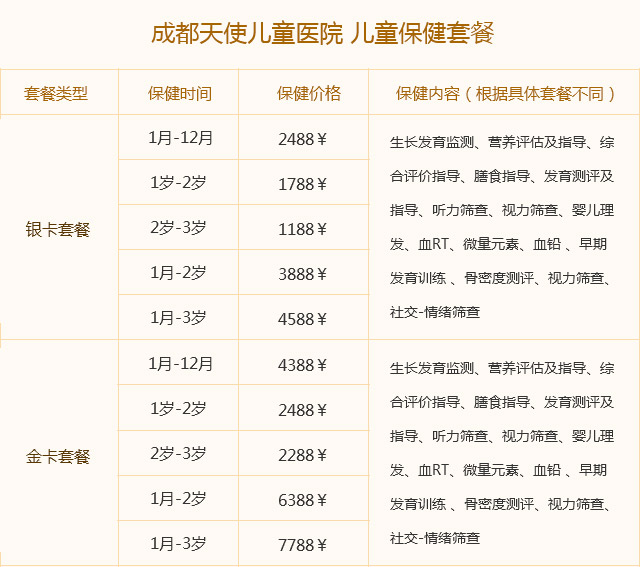 成都天使儿童医院 儿童保健套餐
套餐类型 保健时间 保健价格 保健内容（根据具体套餐不同）
银卡套餐
1月-12月 2488￥
1岁-2岁 1788￥
2岁-3岁 1188￥
1月-2岁 3888￥
1月-3岁 4588￥
生长发育监测、营养评估及指导、综
合评价指导、膳食指导、发育测评及
指导、听力筛查、视力筛查、婴儿理
发、血RT、微量元素、血铅 、早期
发育训练 、骨密度测评、视力筛查、
社交-情绪筛查
金卡套餐
1月-12月 4388￥
1岁-2岁 2488￥
2岁-3岁 2288￥
1月-2岁 6388￥
1月-3岁 7788￥
生长发育监测、营养评估及指导、综
合评价指导、膳食指导、发育测评及
指导、听力筛查、视力筛查、婴儿理
发、血RT、微量元素、血铅 、早期
发育训练 、骨密度测评、视力筛查、
社交-情绪筛查